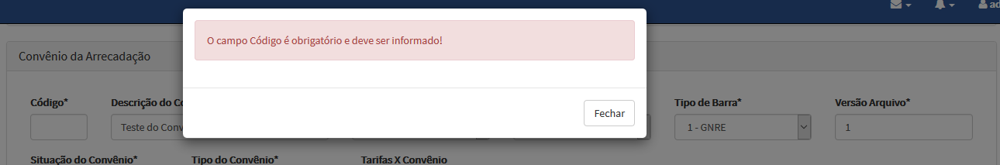 ad
O campo Código é obrigatório e deve ser informado!
Fechar
Convênio da Arrecadação
Código* Descrição do Co Tipo de Barra* Versão Arquivo*
Teste do Conv 1 - GNRE 1
Situação do Convênio* Tipo do Convênio* Tarifas X Convênio